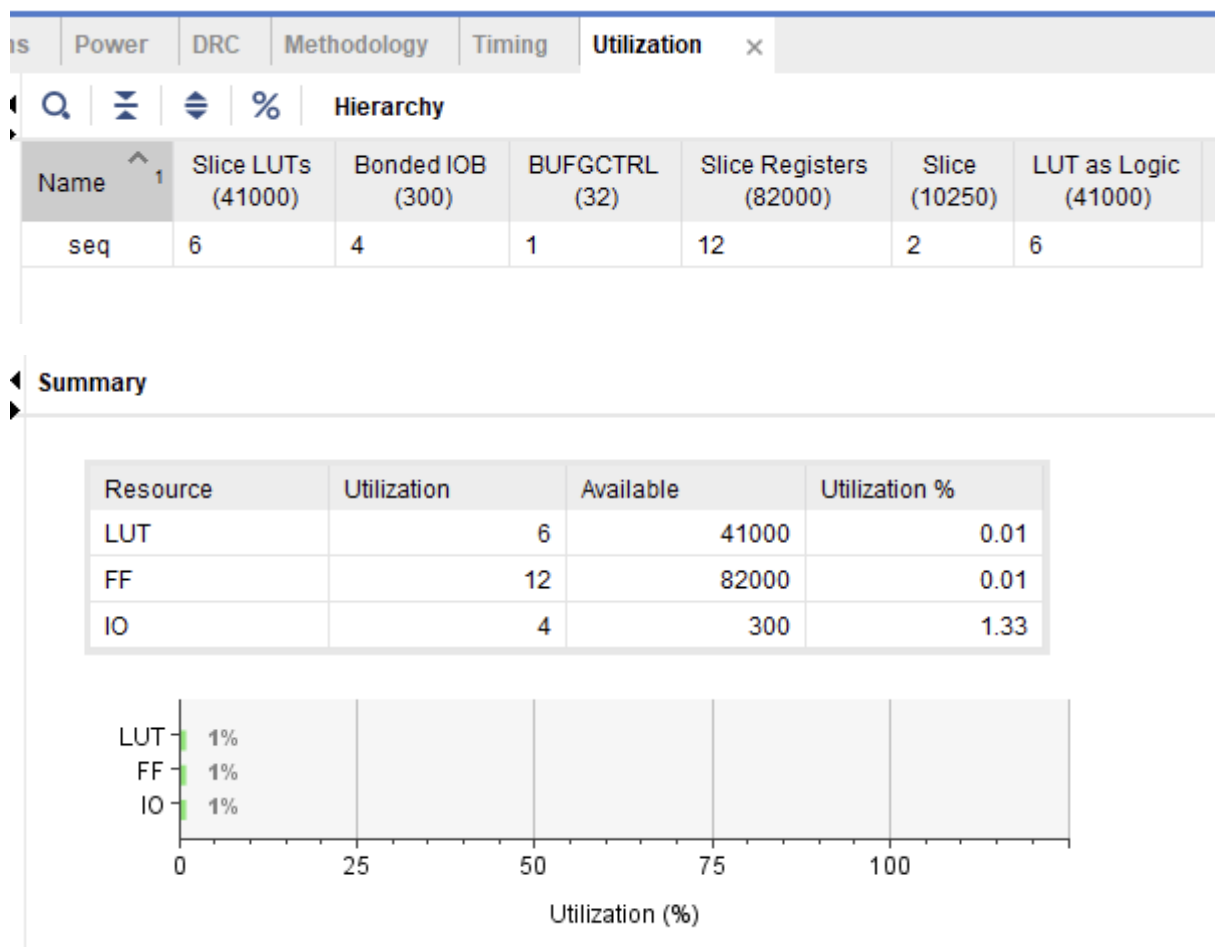 ns Power DRC Methodology Timing Utilization ×
% Hierarchy
Name 1 Slice LUTs (41000) Bonded IOB (300) BUFGCTRL (32) Slice Registers (82000) Slice (10250) LUT as Logic (41000)
seq 6 4 1 12 2 6
Summary
Resource Utilization Available Utilization %
LUT 6 41000 0.01
FF 12 82000 0.01
IO 4 300 1.33
LUT 1%
FF 1%
IO 1%
0 25 50 75 100
Utilization (%)